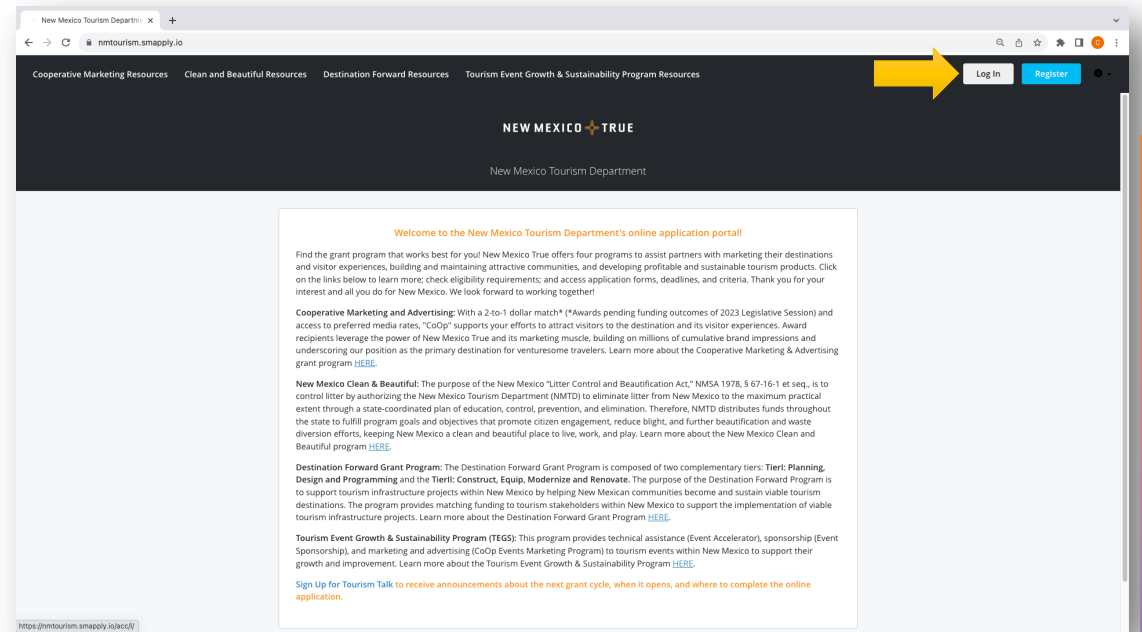 New Mexico Tourism Departme
nmtourism.smapply.io
Cooperative Marketing Resources Clean and Beautiful Resources Destination Forward Resources Tourism Event Growth & Sustainability Program Resources Log In Register
NEW MEXICO TRUE
New Mexico Tourism Department
Welcome to the New Mexico Tourism Department's online application portal!
Find the grant program that works best for you! New Mexico True offers four programs to assist partners with marketing their destinations
and visitor experiences, building and maintaining attractive communities, and developing profitable and sustainable tourism products. Click
on the links below to learn more; check eligibility requirements; and access application forms, deadlines, and criteria. Thank you for your
interest and all you do for New Mexico. We look forward to working together!
Cooperative Marketing and Advertising: With a 2-to-1 dollar match* (*Awards pending funding outcomes of 2023 Legislative Session) and
access to preferred media rates, "CoOp" supports your efforts to attract visitors to the destination and its visitor experiences. Award
recipients leverage the power of New Mexico True and its marketing muscle, building on millions of cumulative brand impressions and
underscoring our position as the primary destination for venturesome travelers. Learn more about the Cooperative Marketing & Advertising
grant program HERE.
New Mexico Clean & Beautiful: The purpose of the New Mexico "Litter Control and Beautification Act," NMSA 1978, § 67-16-1 et seq., is to
control litter by authorizing the New Mexico Tourism Department (NMTD) to eliminate litter from New Mexico to the maximum practical
extent through a state-coordinated plan of education, control, prevention, and elimination. Therefore, NMTD distributes funds throughout
the state to fulfill program goals and objectives that promote citizen engagement, reduce blight, and further beautification and waste
diversion efforts, keeping New Mexico a clean and beautiful place to live, work, and play. Learn more about the New Mexico Clean and
Beautiful program HERE.
Destination Forward Grant Program: The Destination Forward Grant Program is composed of two complementary tiers: TierI: Planning,
Design and Programming and the TierII: Construct, Equip, Modernize and Renovate. The purpose of the Destination Forward Program is
to support tourism infrastructure projects within New Mexico by helping New Mexican communities become and sustain viable tourism
destinations. The program provides matching funding to tourism stakeholders within New Mexico to support the implementation of viable
tourism infrastructure projects. Learn more about the Destination Forward Grant Program HERE.
Tourism Event Growth & Sustainability Program (TEGS): This program provides technical assistance (Event Accelerator), sponsorship (Event
Sponsorship), and marketing and advertising (CoOp Events Marketing Program) to tourism events within New Mexico to support their
growth and improvement. Learn more about the Tourism Event Growth & Sustainability Program HERE.
Sign Up for Tourism Talk to receive announcements about the next grant cycle, when it opens, and where to complete the online
application.
https://nmtourism.smapply.io/acc/l/